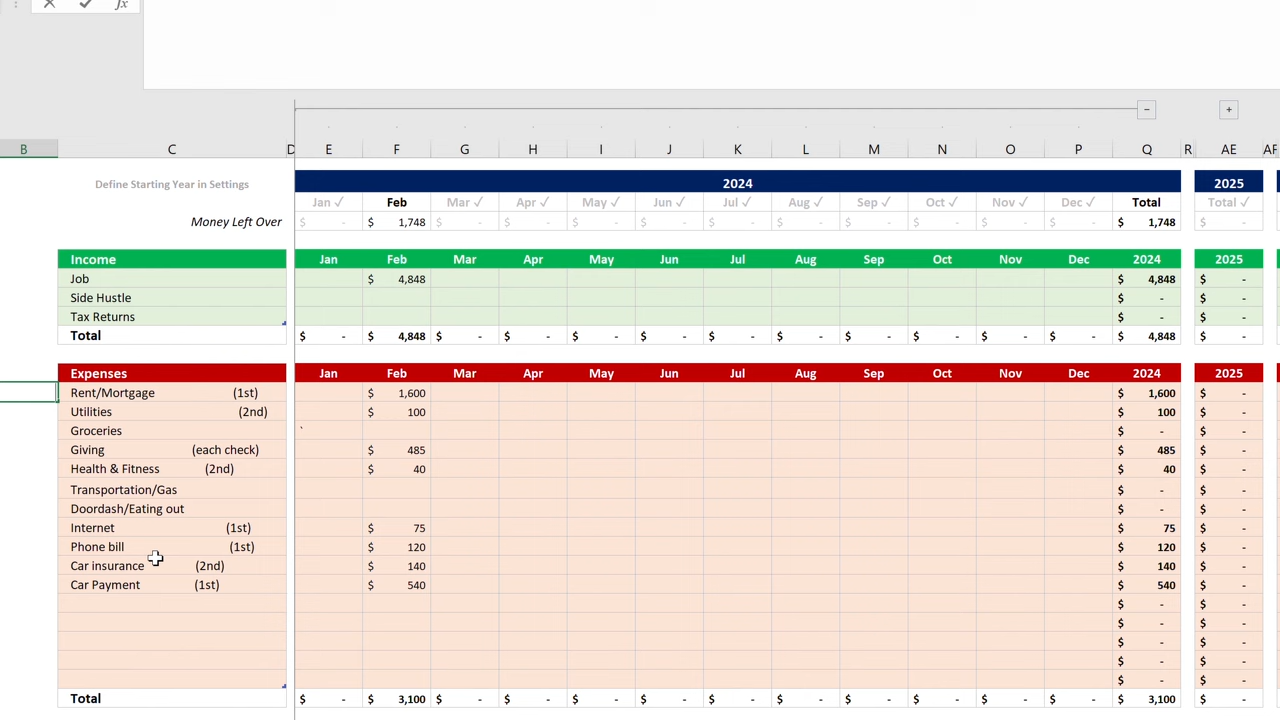 fx
B C D E F G H I J K L M N O P Q R AE AF
Define Starting Year in Settings 2024 2025
Jan ✓ Feb Mar ✓ Apr ✓ May ✓ Jun ✓ Jul ✓ Aug ✓ Sep ✓ Oct ✓ Nov ✓ Dec ✓ Total Total ✓
Money Left Over $ - $ 1,748 $ - $ - $ - $ - $ - $ - $ - $ - $ - $ - $ 1,748 $ -
Income Jan Feb Mar Apr May Jun Jul Aug Sep Oct Nov Dec 2024 2025
Job $ 4,848 $ 4,848 $ -
Side Hustle $ - $ -
Tax Returns $ - $ -
Total $ - $ 4,848 $ - $ - $ - $ - $ - $ - $ - $ - $ - $ - $ 4,848 $ -
Expenses Jan Feb Mar Apr May Jun Jul Aug Sep Oct Nov Dec 2024 2025
Rent/Mortgage (1st) $ 1,600 $ 1,600 $ -
Utilities (2nd) $ 100 $ 100 $ -
Groceries ` $ - $ -
Giving (each check) $ 485 $ 485 $ -
Health & Fitness (2nd) $ 40 $ 40 $ -
Transportation/Gas $ - $ -
Doordash/Eating out $ - $ -
Internet (1st) $ 75 $ 75 $ -
Phone bill (1st) $ 120 $ 120 $ -
Car insurance (2nd) $ 140 $ 140 $ -
Car Payment (1st) $ 540 $ 540 $ -
$ - $ -
$ - $ -
$ - $ -
$ - $ -
$ - $ -
Total $ - $ 3,100 $ - $ - $ - $ - $ - $ - $ - $ - $ - $ - $ 3,100 $ -